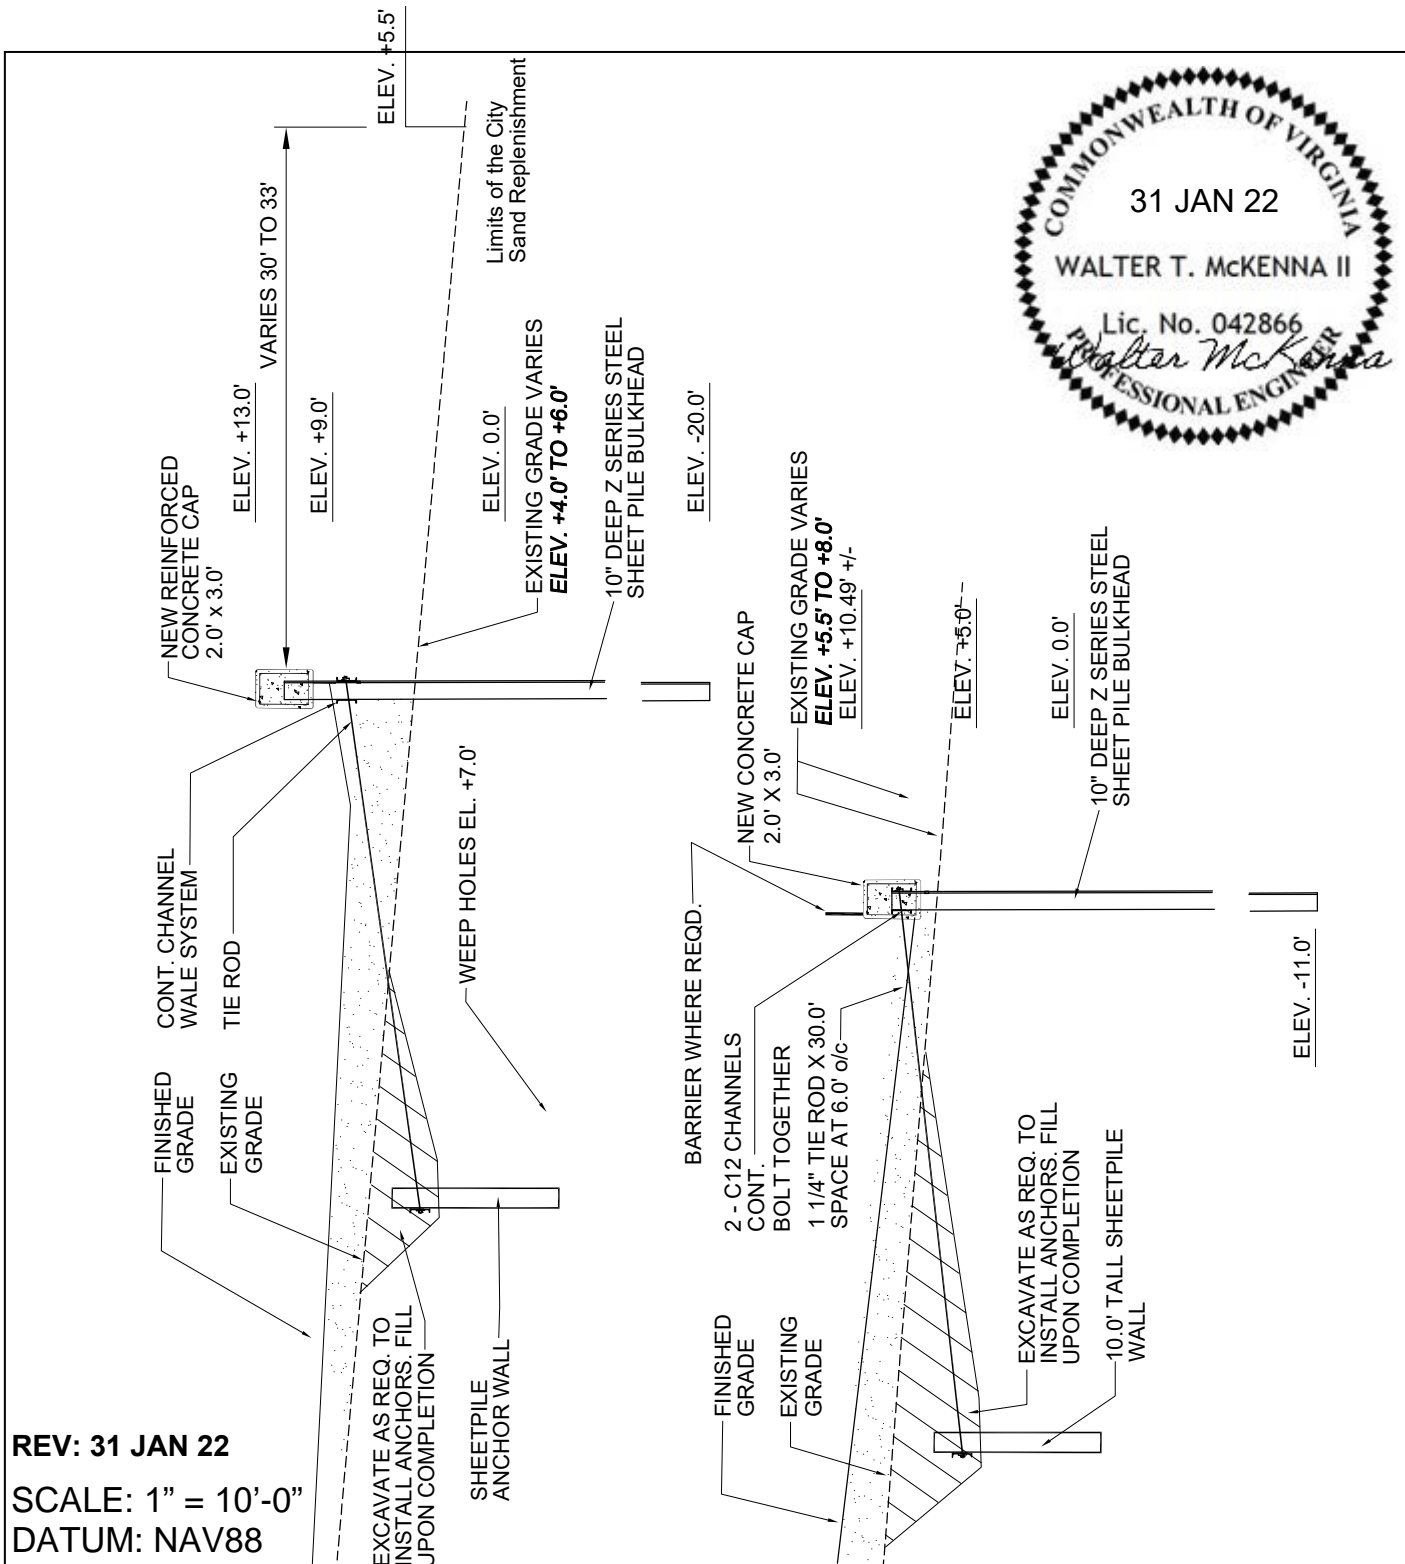 ELEV. +5.5'
Limits of the City
Sand Replenishment
VARIES 30' TO 33'
COMMONWEALTH OF VIRGINIA
31 JAN 22
WALTER T. McKENNA II
Lic. No. 042866
Walter McKenna
PROFESSIONAL ENGINEER
NEW REINFORCED
CONCRETE CAP
2.0' x 3.0'
ELEV. +13.0'
ELEV. +9.0'
ELEV. 0.0'
EXISTING GRADE VARIES
ELEV. +4.0' TO +6.0'
10" DEEP Z SERIES STEEL
SHEET PILE BULKHEAD
ELEV. -20.0'
CONT. CHANNEL
WALE SYSTEM
TIE ROD
WEEP HOLES EL. +7.0'
FINISHED
GRADE
EXISTING
GRADE
EXCAVATE AS REQ. TO
INSTALL ANCHORS. FILL
UPON COMPLETION
SHEETPILE
ANCHOR WALL
BARRIER WHERE REQD.
NEW CONCRETE CAP
2.0' X 3.0'
EXISTING GRADE VARIES
ELEV. +5.5' TO +8.0'
ELEV. +10.49' +/-
ELEV. +5.0'
ELEV. 0.0'
10" DEEP Z SERIES STEEL
SHEET PILE BULKHEAD
ELEV. -11.0'
2 - C12 CHANNELS
CONT.
BOLT TOGETHER
1 1/4" TIE ROD X 30.0'
SPACE AT 6.0' o/c
FINISHED
GRADE
EXISTING
GRADE
EXCAVATE AS REQ. TO
INSTALL ANCHORS. FILL
UPON COMPLETION
10.0' TALL SHEETPILE
WALL
REV: 31 JAN 22
SCALE: 1” = 10’-0”
DATUM: NAV88